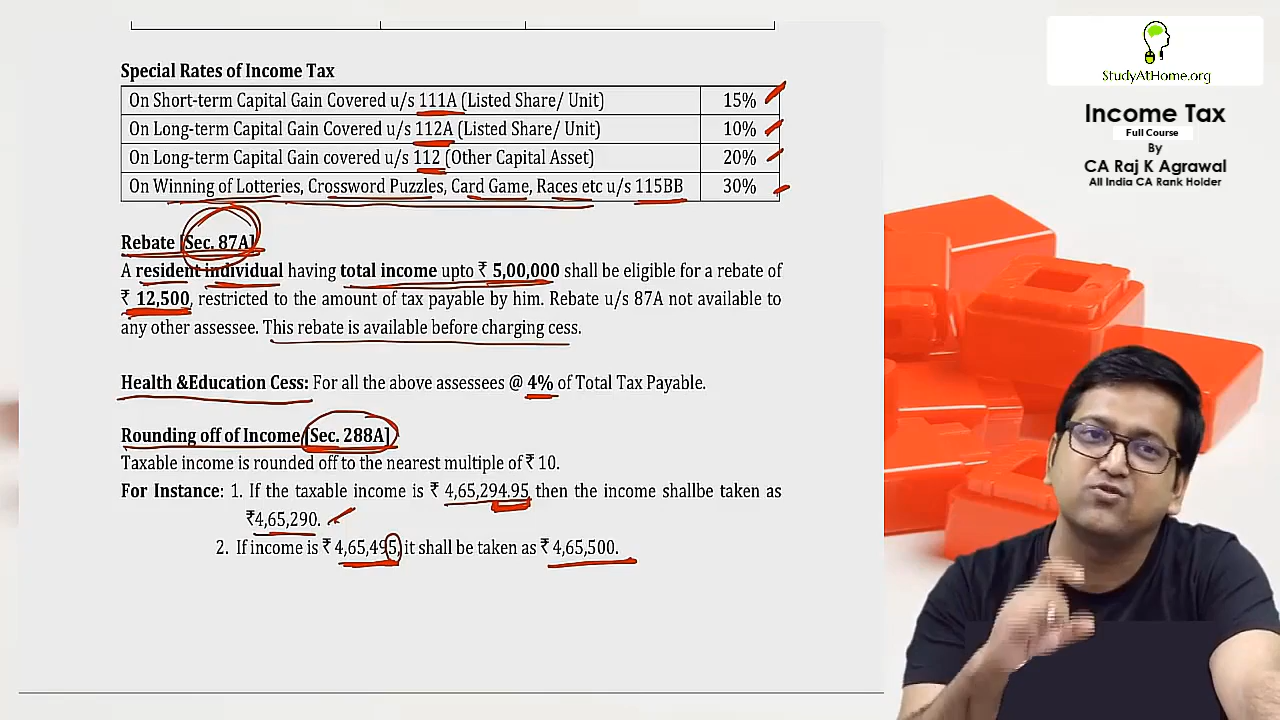 Special Rates of Income Tax
On Short-term Capital Gain Covered u/s 111A (Listed Share/ Unit) 15%
On Long-term Capital Gain Covered u/s 112A (Listed Share/ Unit) 10%
On Long-term Capital Gain covered u/s 112 (Other Capital Asset) 20%
On Winning of Lotteries, Crossword Puzzles, Card Game, Races etc u/s 115BB 30%
Rebate [Sec. 87A]
A resident individual having total income upto ₹ 5,00,000 shall be eligible for a rebate of
₹ 12,500, restricted to the amount of tax payable by him. Rebate u/s 87A not available to
any other assessee. This rebate is available before charging cess.
Health &Education Cess: For all the above assessees @ 4% of Total Tax Payable.
Rounding off of Income [Sec. 288A]
Taxable income is rounded off to the nearest multiple of ₹ 10.
For Instance: 1. If the taxable income is ₹ 4,65,294.95 then the income shallbe taken as
₹4,65,290.
2. If income is ₹ 4,65,495, it shall be taken as ₹ 4,65,500.
StudyAtHome.org
Income Tax
Full Course
By
CA Raj K Agrawal
All India CA Rank Holder